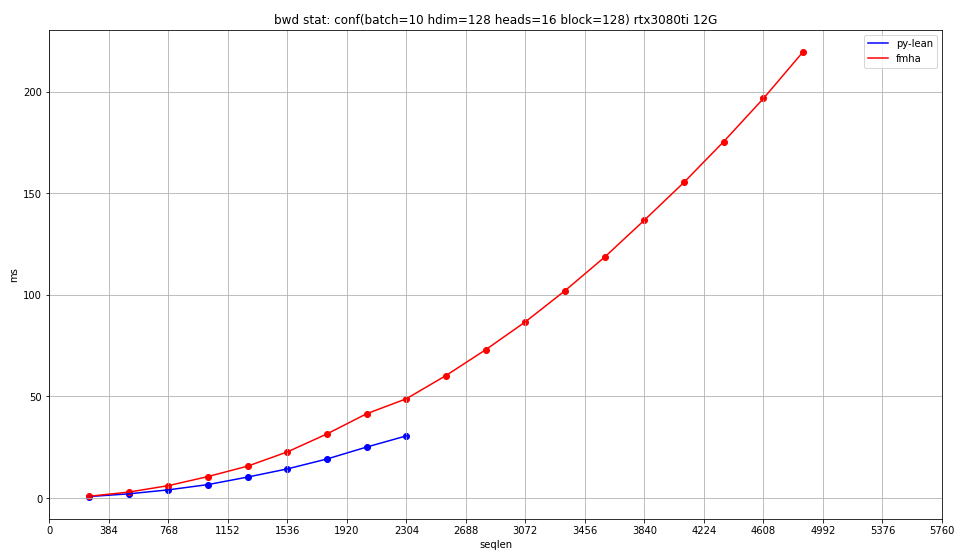 bwd stat: conf(batch=10 hdim=128 heads=16 block=128) rtx3080ti 12G
py-lean
fmha
200
150
100
50
0
ms
0 384 768 1152 1536 1920 2304 2688 3072 3456 3840 4224 4608 4992 5376 5760
seqlen